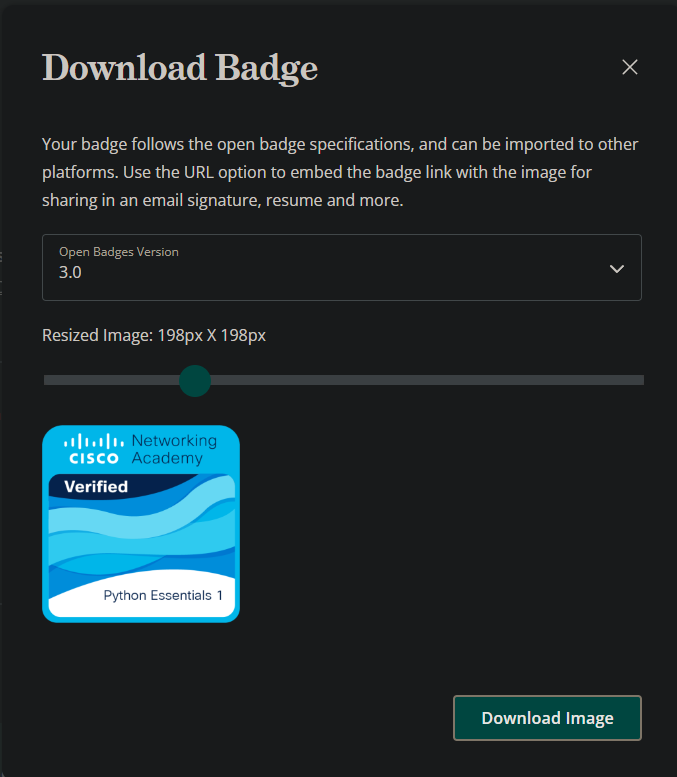 Download Badge
Your badge follows the open badge specifications, and can be imported to other
platforms. Use the URL option to embed the badge link with the image for
sharing in an email signature, resume and more.
Open Badges Version
3.0
Resized Image: 198px X 198px
CISCO
Networking
Academy
Verified
Python Essentials 1
Download Image